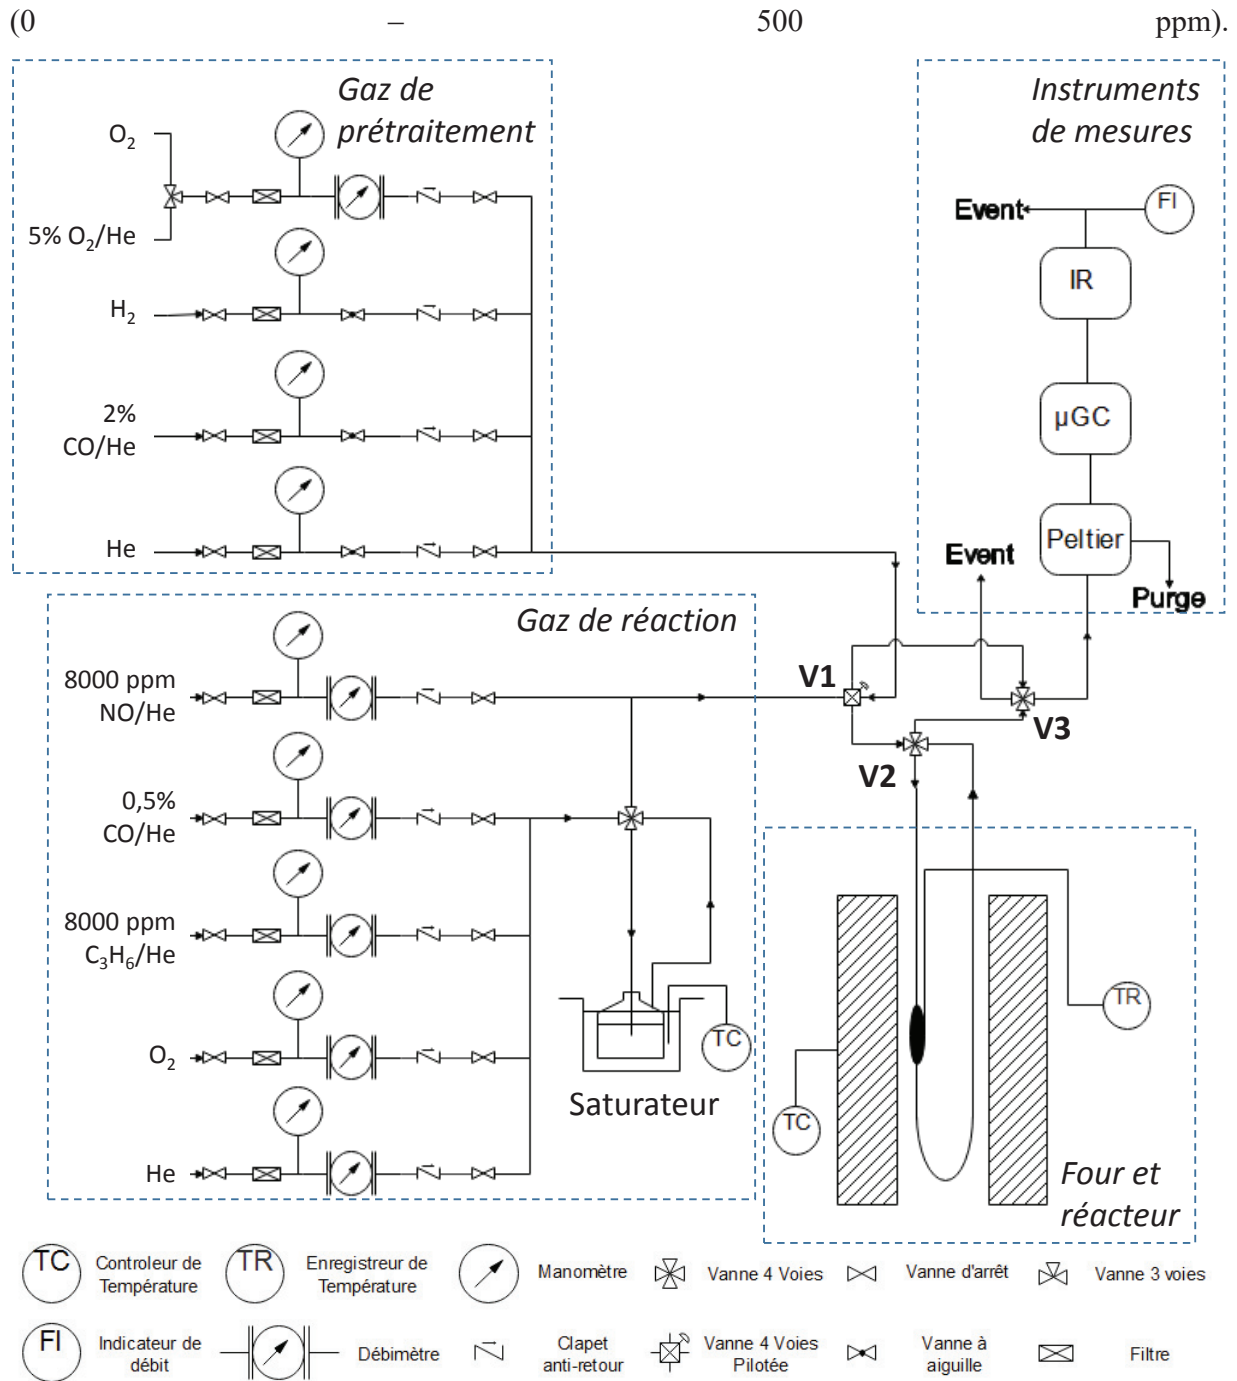 (0 – 500 ppm).
Gaz de
prétraitement
O2
5% O2/He
H2
2%
CO/He
He
Instruments
de mesures
Event
FI
IR
µGC
Peltier
Event
Purge
Gaz de réaction
8000 ppm
NO/He
0,5%
CO/He
8000 ppm
C3H6/He
O2
He
TC
Saturateur
V1
V2
V3
TR
TC
Four et
réacteur
TC
Controleur de
Température
TR
Enregistreur de
Température
Manomètre
Vanne 4 Voies
Vanne d'arrêt
Vanne 3 voies
FI
Indicateur de
débit
Débimètre
Clapet
anti-retour
Vanne 4 Voies
Pilotée
Vanne à
aiguille
Filtre